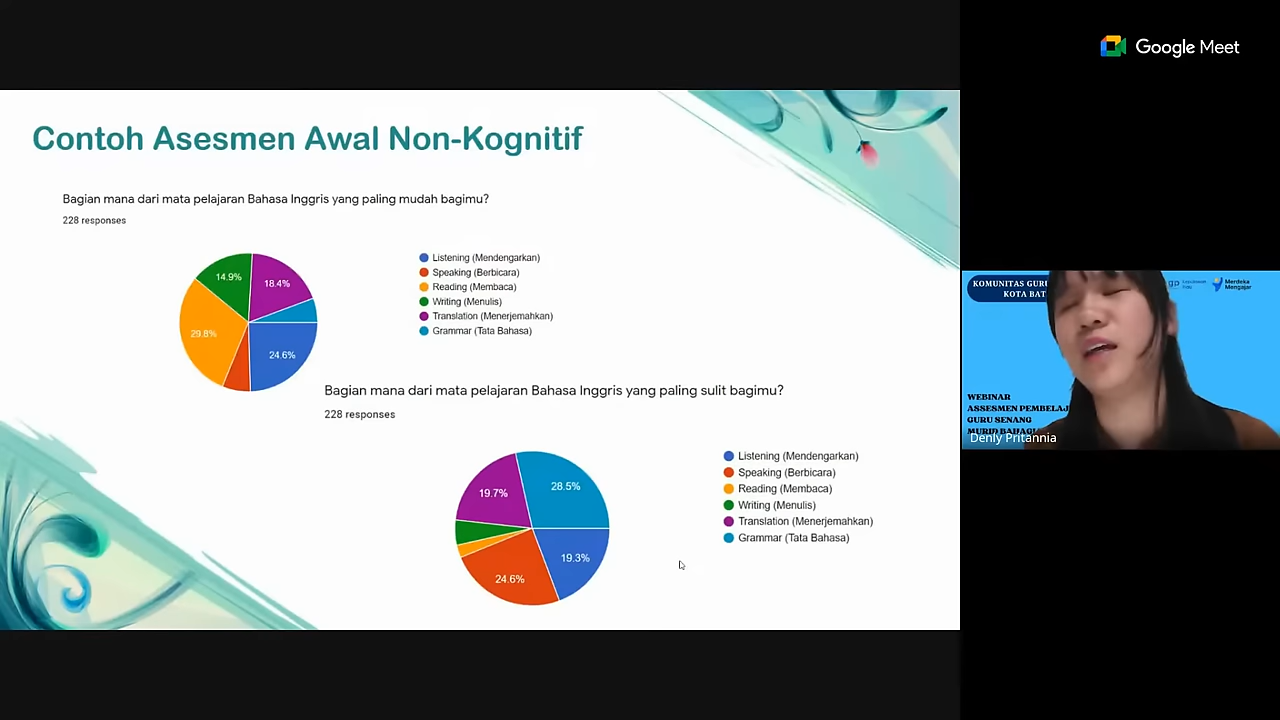 Google Meet
Contoh Asesmen Awal Non-Kognitif
Bagian mana dari mata pelajaran Bahasa Inggris yang paling mudah bagimu?
228 responses
14.9%
18.4%
29.8%
24.6%
Listening (Mendengarkan)
Speaking (Berbicara)
Reading (Membaca)
Writing (Menulis)
Translation (Menerjemahkan)
Grammar (Tata Bahasa)
Bagian mana dari mata pelajaran Bahasa Inggris yang paling sulit bagimu?
228 responses
19.7%
28.5%
24.6%
19.3%
Listening (Mendengarkan)
Speaking (Berbicara)
Reading (Membaca)
Writing (Menulis)
Translation (Menerjemahkan)
Grammar (Tata Bahasa)
KOMUNITAS GURU
KOTA BAT
Merdeka
Mengajar
WEBINAR
ASSESMEN PEMBELAJ
GURU SENANG
MURID BAHAGI
Denly Pritannia